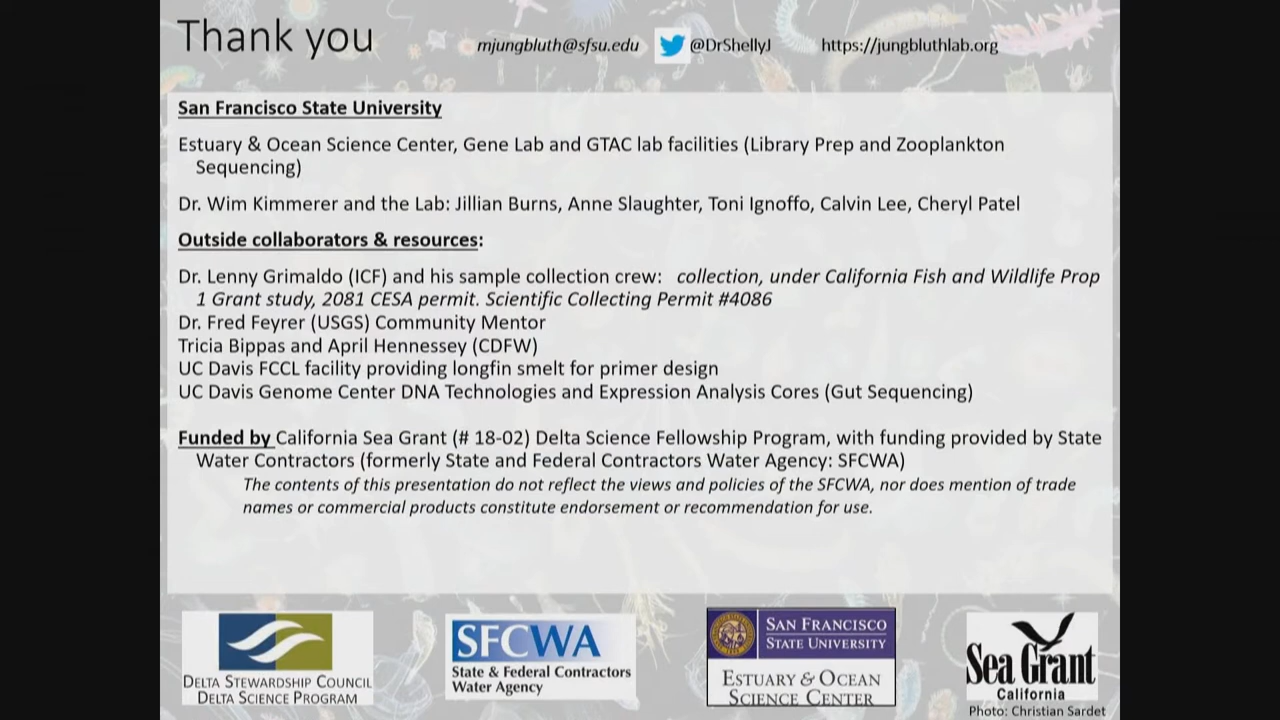 Thank you
mjungbluth@sfsu.edu @DrShellyJ https://jungbluthlab.org
San Francisco State University
Estuary & Ocean Science Center, Gene Lab and GTAC lab facilities (Library Prep and Zooplankton
Sequencing)
Dr. Wim Kimmerer and the Lab: Jillian Burns, Anne Slaughter, Toni Ignoffo, Calvin Lee, Cheryl Patel
Outside collaborators & resources:
Dr. Lenny Grimaldo (ICF) and his sample collection crew: collection, under California Fish and Wildlife Prop
1 Grant study, 2081 CESA permit. Scientific Collecting Permit #4086
Dr. Fred Feyrer (USGS) Community Mentor
Tricia Bippas and April Hennessey (CDFW)
UC Davis FCCL facility providing longfin smelt for primer design
UC Davis Genome Center DNA Technologies and Expression Analysis Cores (Gut Sequencing)
Funded by California Sea Grant (# 18-02) Delta Science Fellowship Program, with funding provided by State
Water Contractors (formerly State and Federal Contractors Water Agency: SFCWA)
The contents of this presentation do not reflect the views and policies of the SFCWA, nor does mention of trade
names or commercial products constitute endorsement or recommendation for use.
DELTA STEWARDSHIP COUNCIL
DELTA SCIENCE PROGRAM
SFCWA
State & Federal Contractors
Water Agency
SAN FRANCISCO
STATE UNIVERSITY
ESTUARY & OCEAN
SCIENCE CENTER
Sea Grant
California
Photo: Christian Sardet